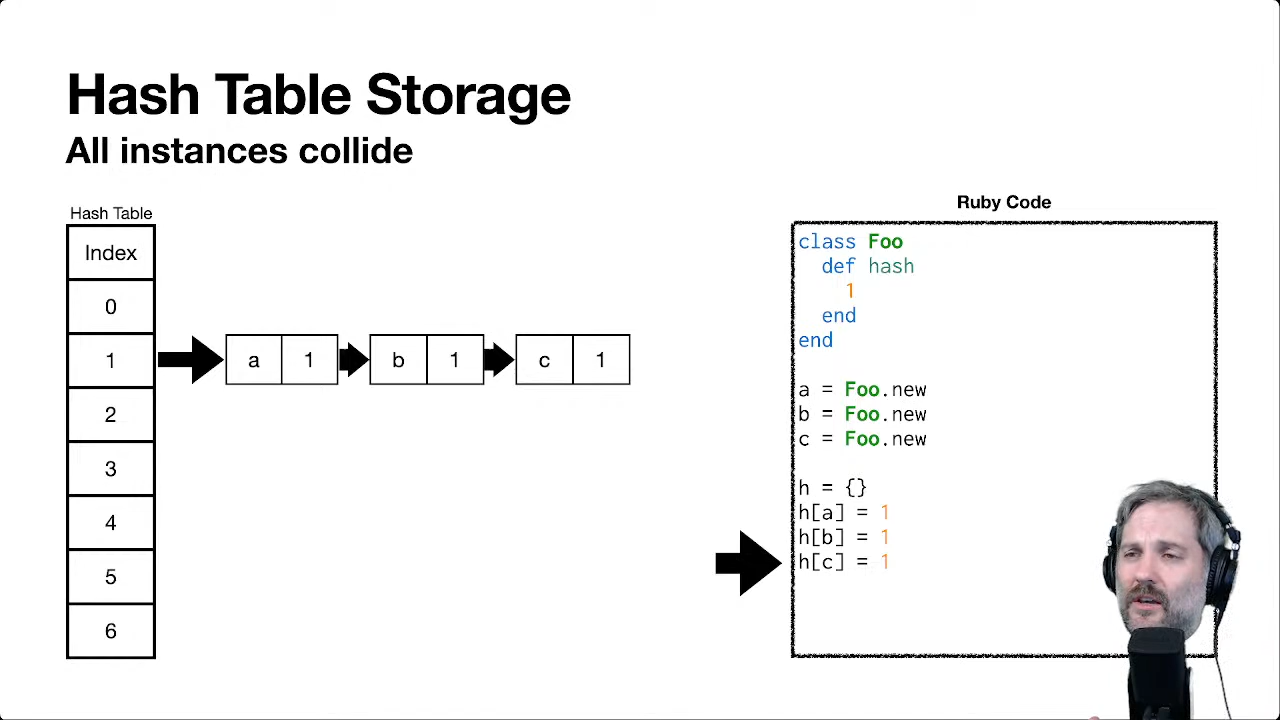 Hash Table Storage
All instances collide
Hash Table
Index
0
1
2
3
4
5
6
a 1
b 1
c 1
Ruby Code
class Foo
  def hash
    1
  end
end

a = Foo.new
b = Foo.new
c = Foo.new

h = {}
h[a] = 1
h[b] = 1
h[c] = 1